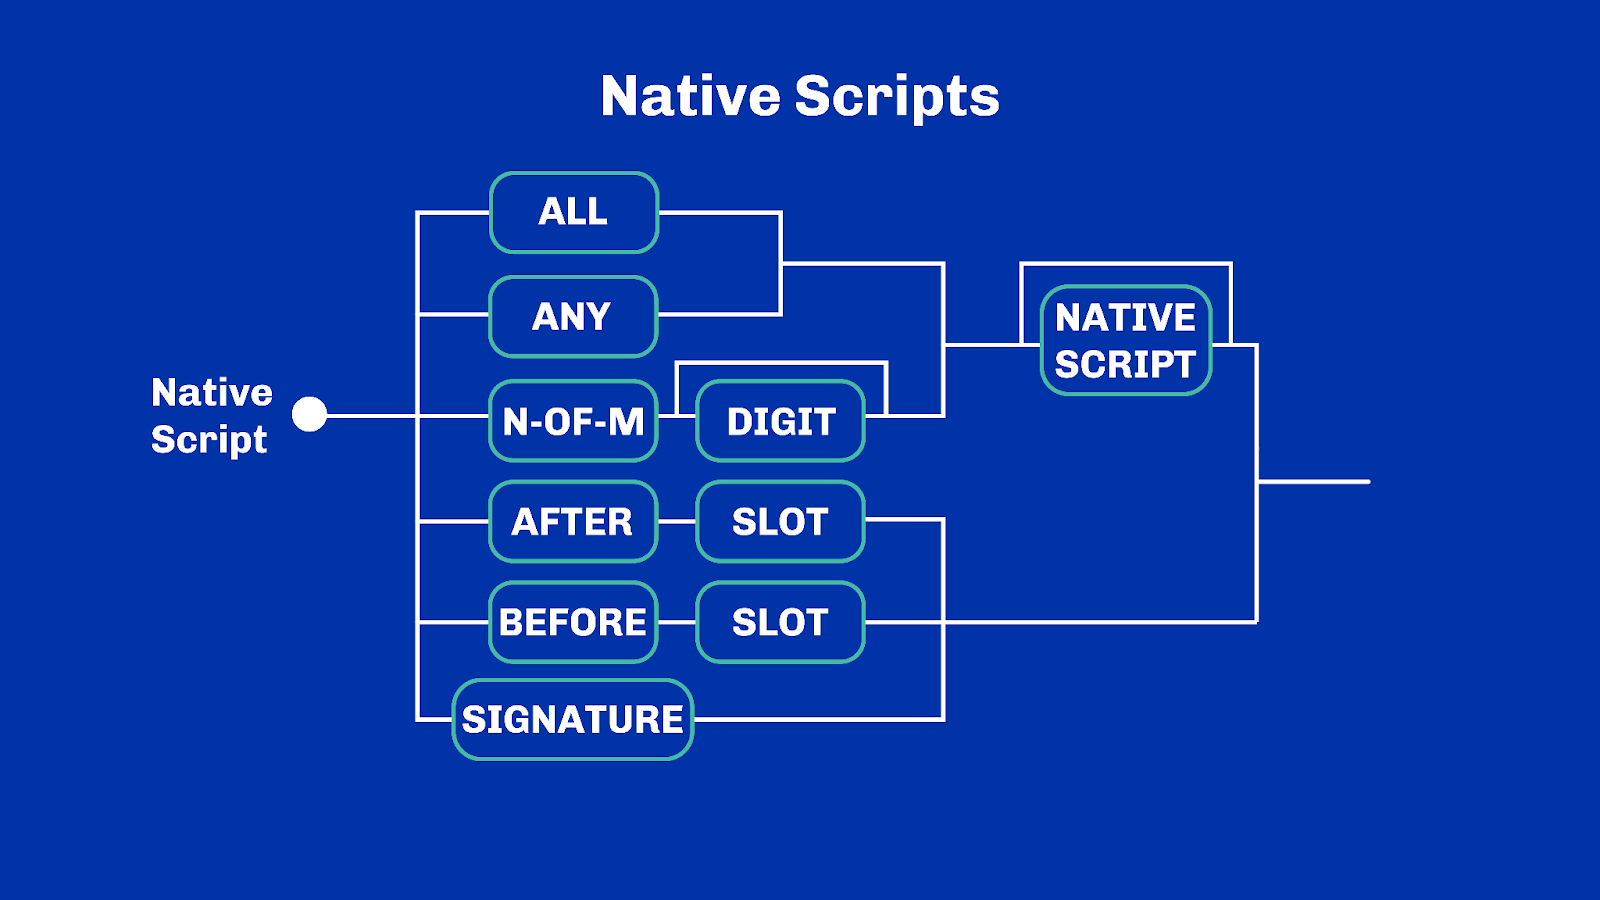 Native Scripts
ALL
ANY
NATIVE
SCRIPT
Native
Script
N-OF-M
DIGIT
AFTER
SLOT
BEFORE
SLOT
SIGNATURE